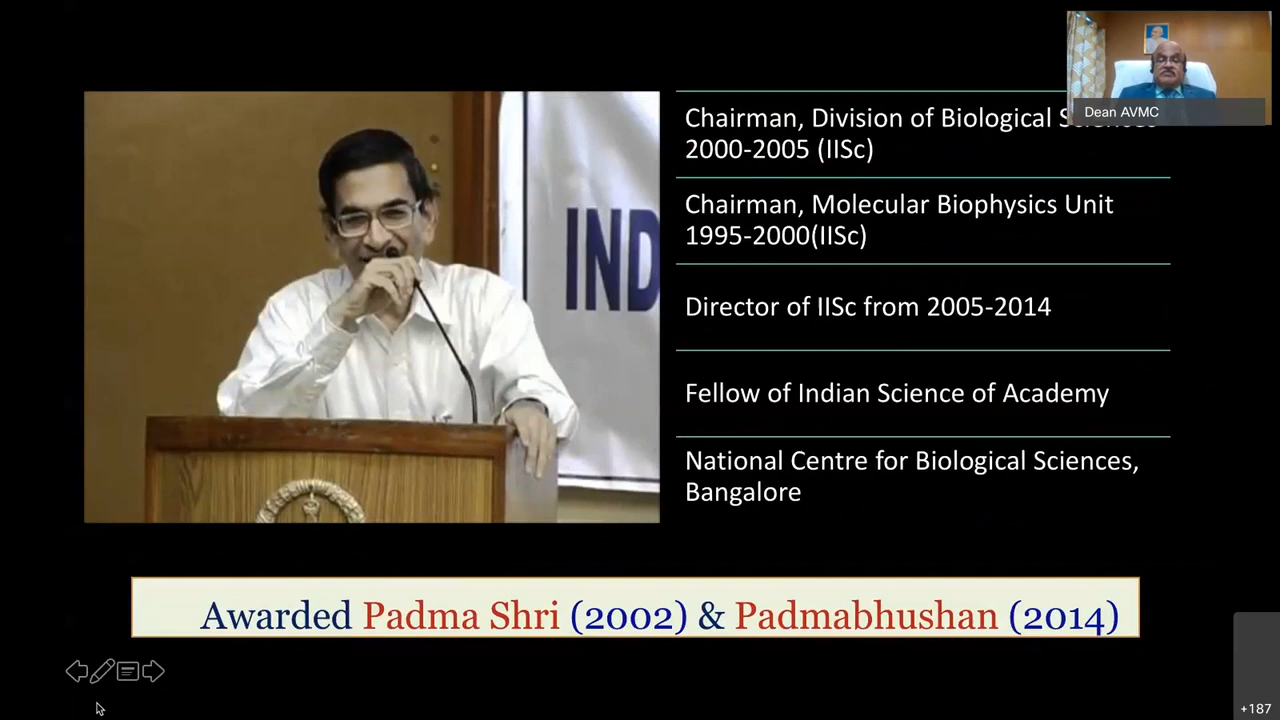 Chairman, Division of Biological
2000-2005 (IISc)
Chairman, Molecular Biophysics Unit
1995-2000(IISc)
Director of IISc from 2005-2014
Fellow of Indian Science of Academy
National Centre for Biological Sciences,
Bangalore
IND
Awarded Padma Shri (2002) & Padmabhushan (2014)
Dean AVMC
+187